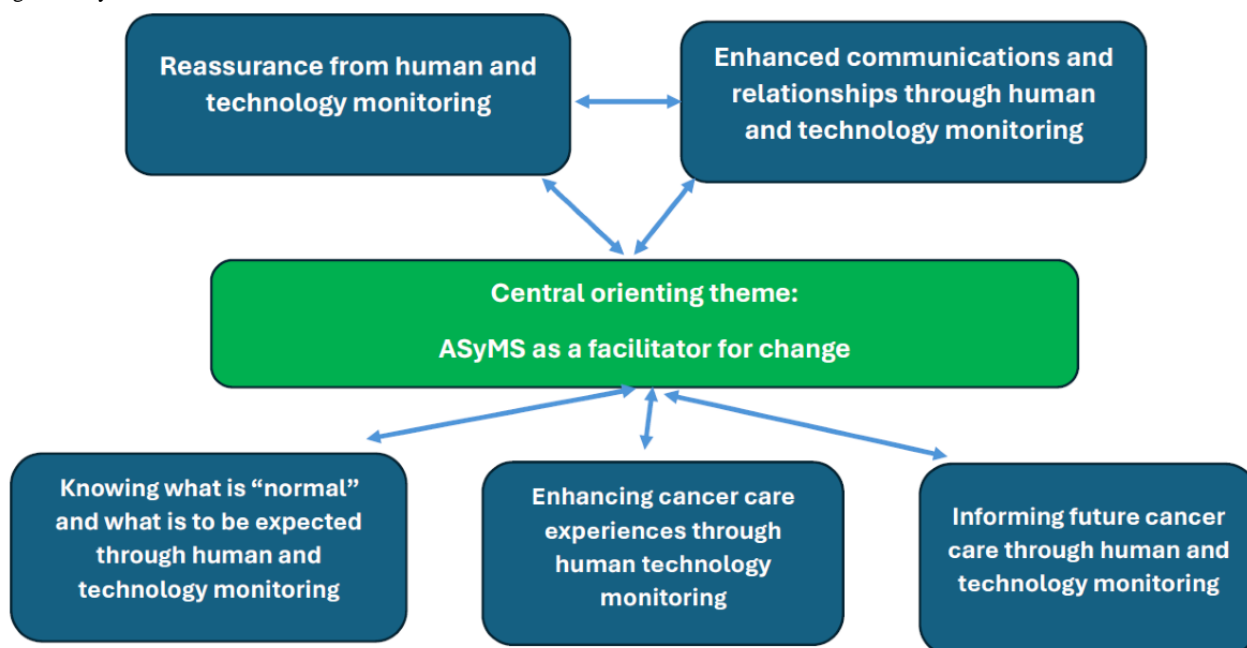 Reassurance from human and
technology monitoring
Enhanced communications and
relationships through human
and technology monitoring
Central orienting theme:
ASyMS as a facilitator for change
Knowing what is “normal”
and what is to be expected
through human and
technology monitoring
Enhancing cancer care
experiences through
human technology
monitoring
Informing future cancer
care through human and
technology monitoring